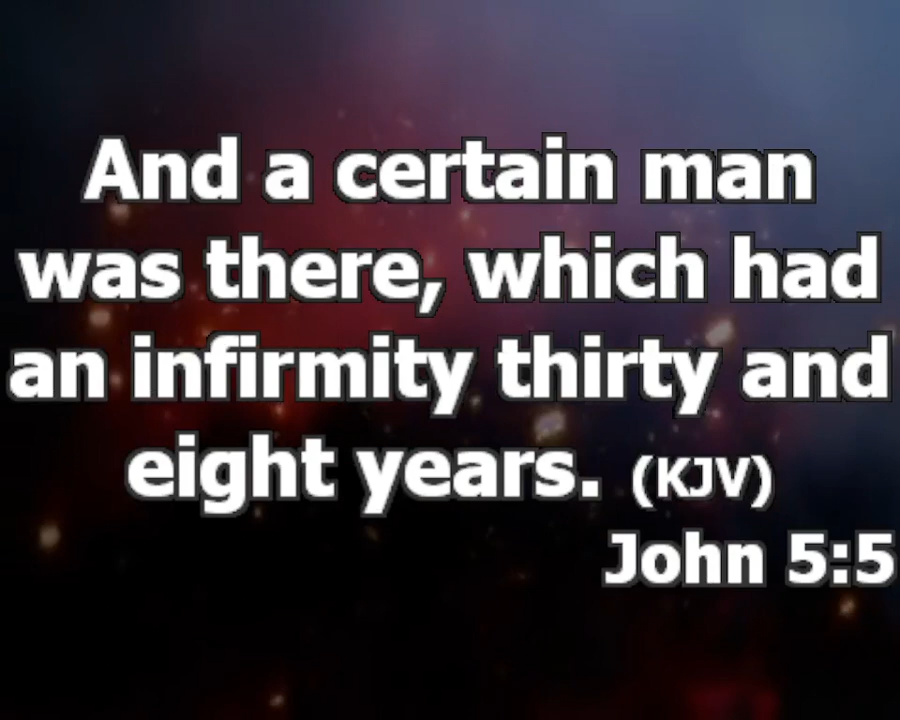 And a certain man
was there, which had
an infirmity thirty and
eight years. (KJV)
John 5:5